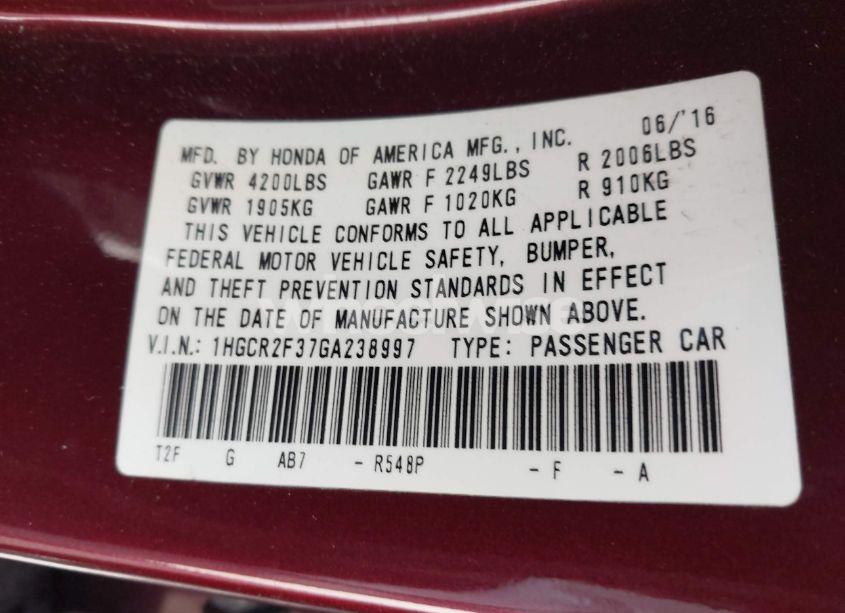 06/'16
MFD. BY HONDA OF AMERICA MFG., INC.
GVWR 4200LBS GAWR F 2249LBS R 2006LBS
GVWR 1905KG GAWR F 1020KG R 910KG
THIS VEHICLE CONFORMS TO ALL APPLICABLE
FEDERAL MOTOR VEHICLE SAFETY, BUMPER,
AND THEFT PREVENTION STANDARDS IN EFFECT
ON THE DATE OF MANUFACTURE SHOWN ABOVE.
V.I.N.: 1HGCR2F37GA238997 TYPE: PASSENGER CAR
T2F G AB7 - R548P - F - A